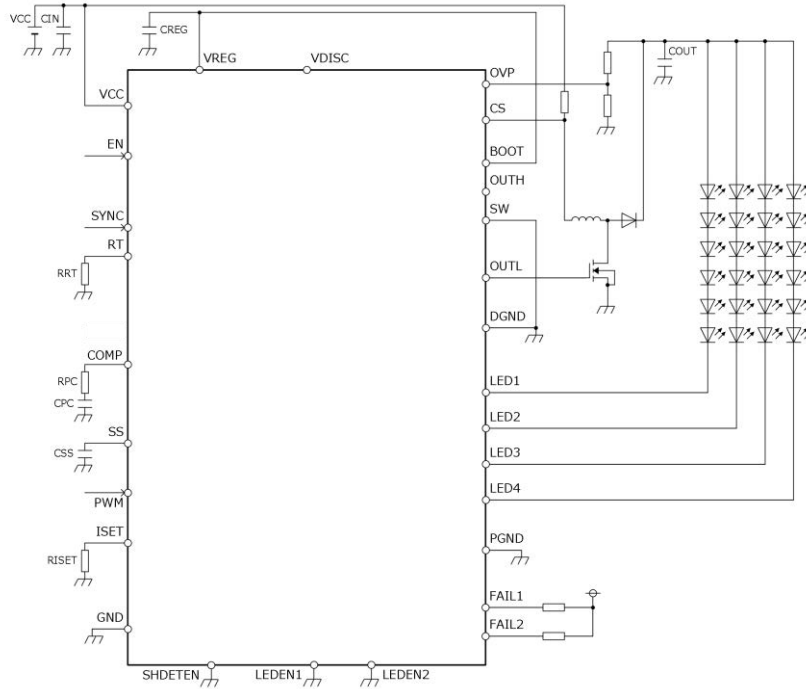 VCC
CIN
CREG
COUT
VREG
VDISC
OVP
VCC
CS
EN
BOOT
OUTH
SYNC
SW
RT
RRT
OUTL
DGND
COMP
RPC
LED1
CPC
LED2
SS
CSS
LED3
PWM
LED4
ISET
RISET
PGND
FAIL1
GND
FAIL2
SHDETEN
LEDEN1
LEDEN2